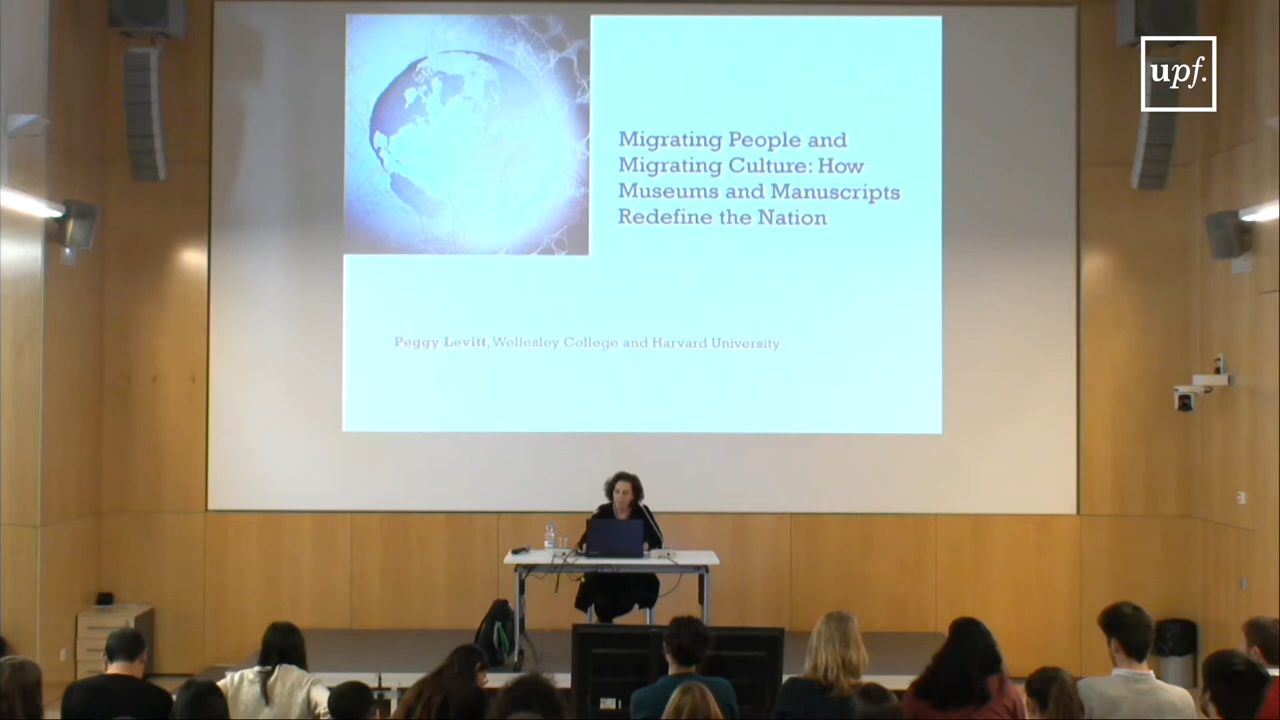 upf.
Migrating People and
Migrating Culture: How
Museums and Manuscripts
Redefine the Nation
Peggy Levitt, Wellesley College and Harvard University